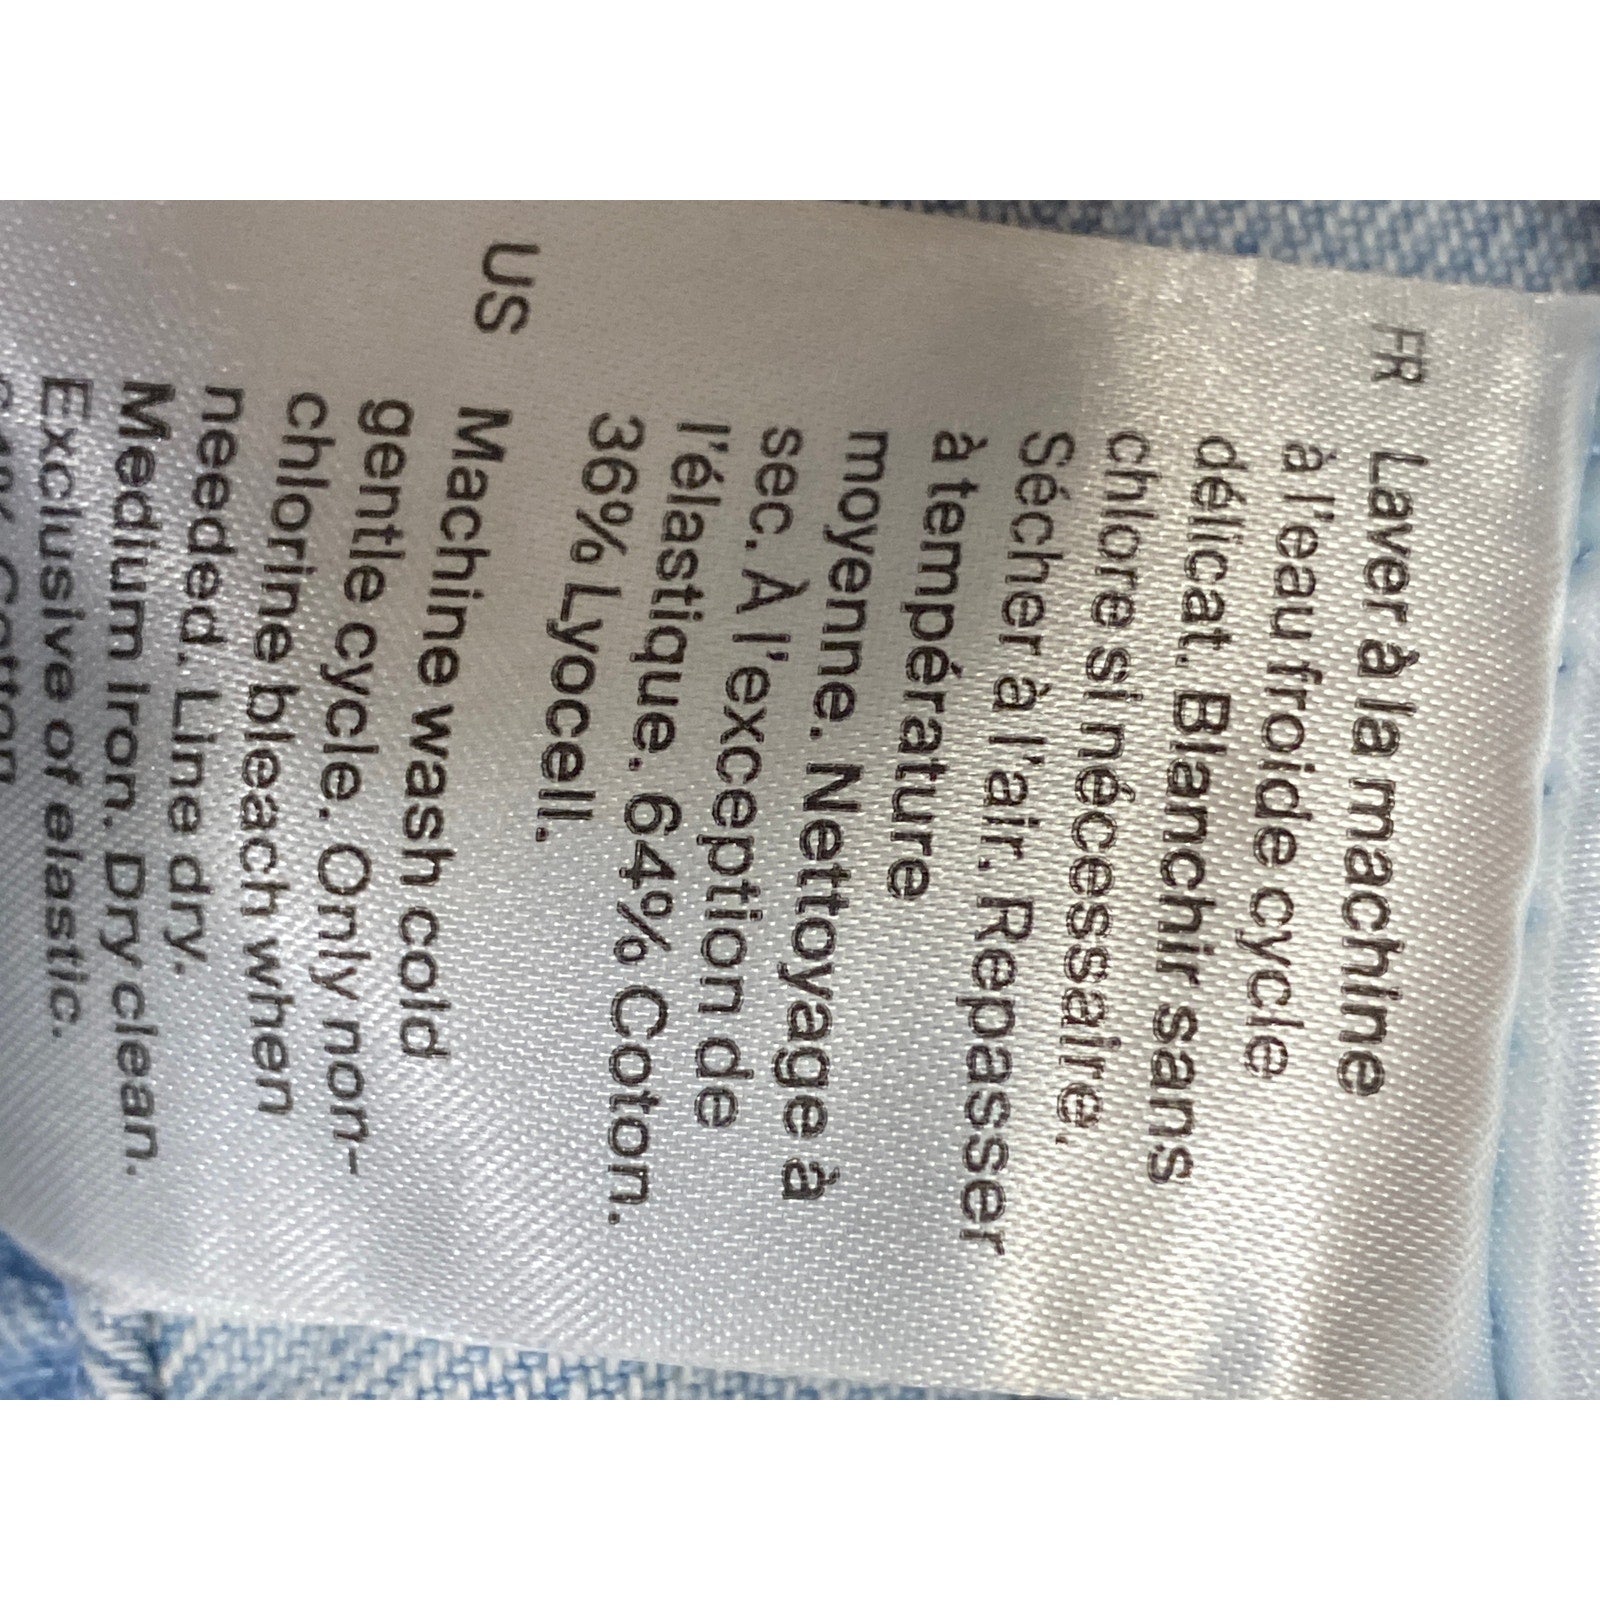 FR Laver à la machine
à l'eau froide cycle
délicat. Blanchir sans
chlore si nécessaire.
Sécher à l'air. Repasser
à température
moyenne. Nettoyage à
sec. À l'exception de
l'élastique. 64% Coton.
36% Lyocell.
US Machine wash cold
gentle cycle. Only non-
chlorine bleach when
needed. Line dry.
Medium Iron. Dry clean.
Exclusive of elastic.